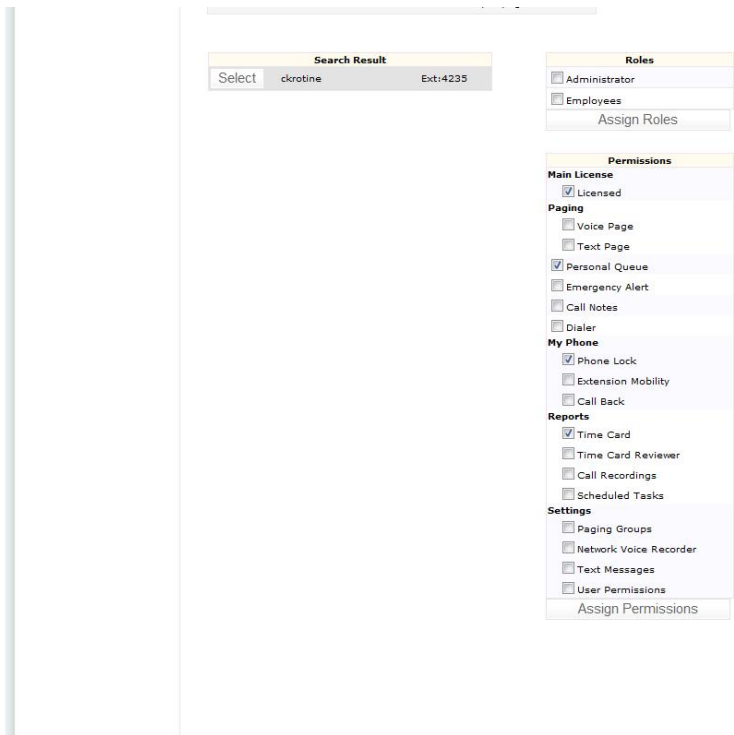 Search Result
Select ckrotine Ext:4235
Roles
Administrator
Employees
Assign Roles
Permissions
Main License
Licensed
Paging
Voice Page
Text Page
Personal Queue
Emergency Alert
Call Notes
Dialer
My Phone
Phone Lock
Extension Mobility
Call Back
Reports
Time Card
Time Card Reviewer
Call Recordings
Scheduled Tasks
Settings
Paging Groups
Network Voice Recorder
Text Messages
User Permissions
Assign Permissions